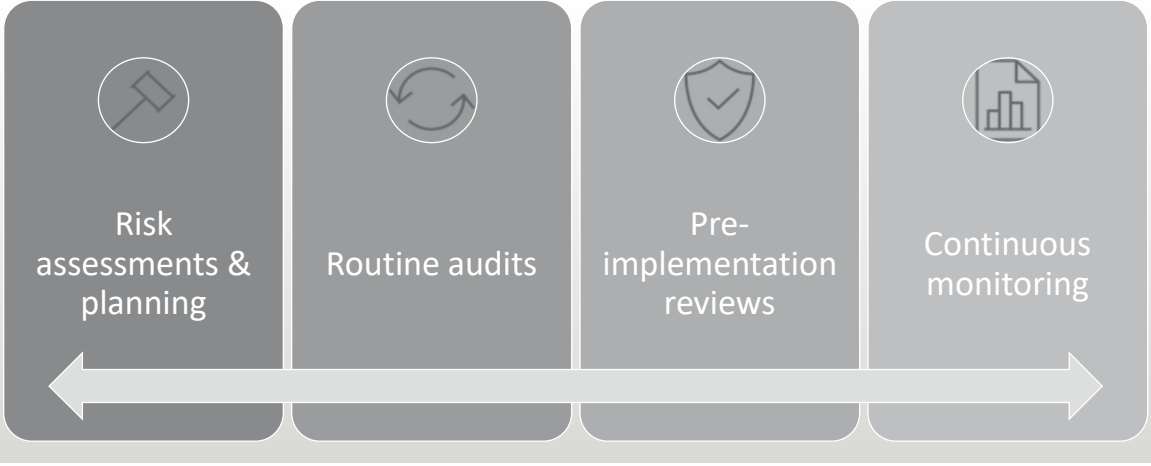 Risk
assessments &
planning
Routine audits
Pre-
implementation
reviews
Continuous
monitoring